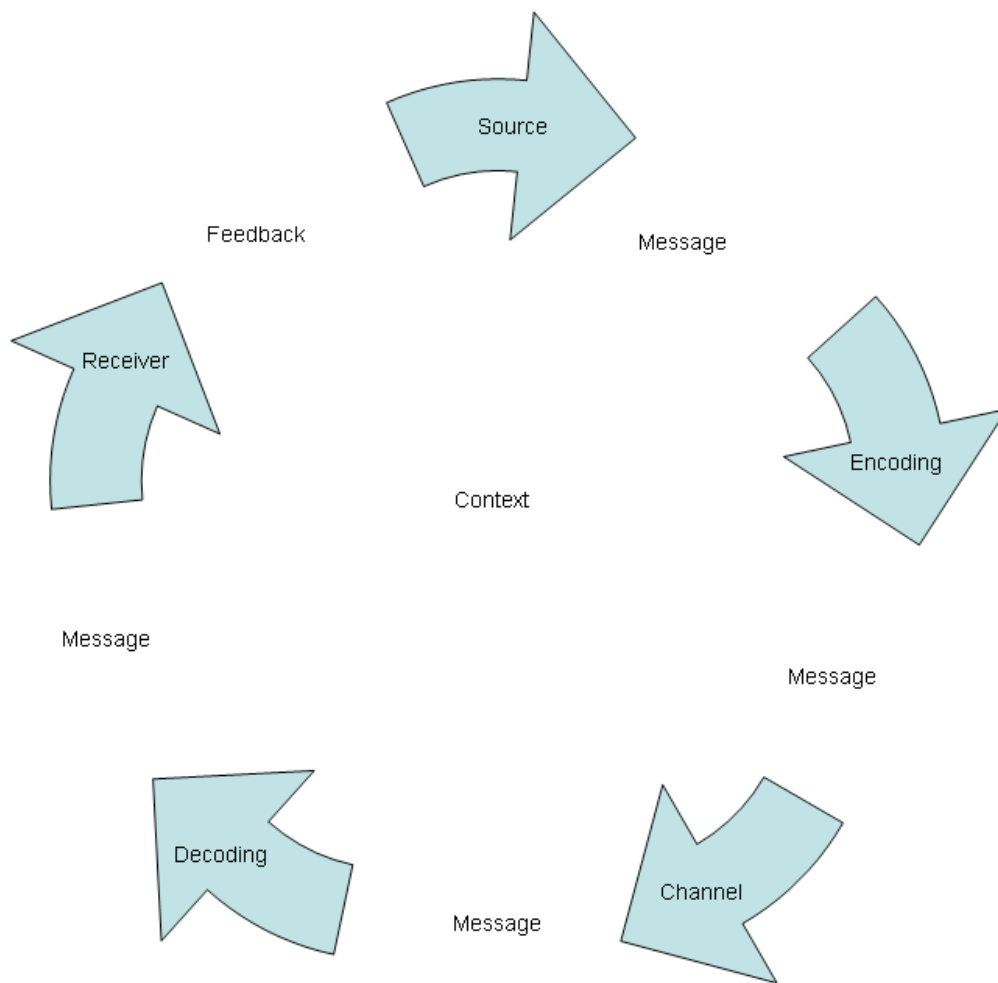 Source
Feedback
Message
Receiver
Encoding
Context
Message
Message
Decoding
Channel
Message